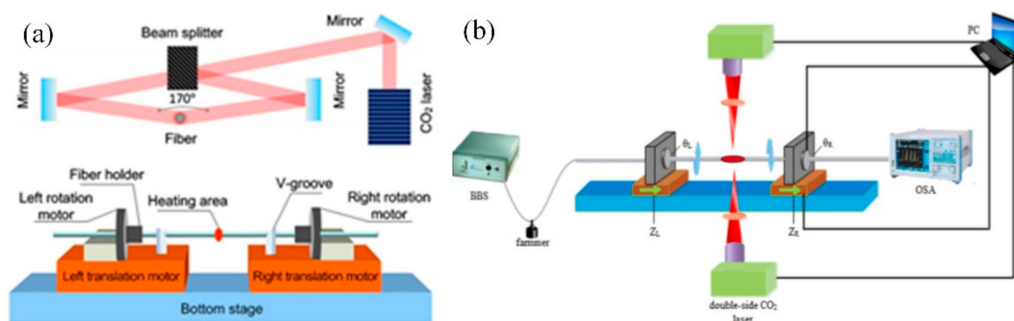 (a)
Mirror
Beam splitter
Mirror
170°
Mirror
CO₂ laser
Fiber
Fiber holder
V-groove
Left rotation
motor
Heating area
Right rotation
motor
Left translation motor
Right translation motor
Bottom stage
(b)
PC
θL
θR
BBS
OSA
fammer
ZL
ZR
double-side CO₂
laser